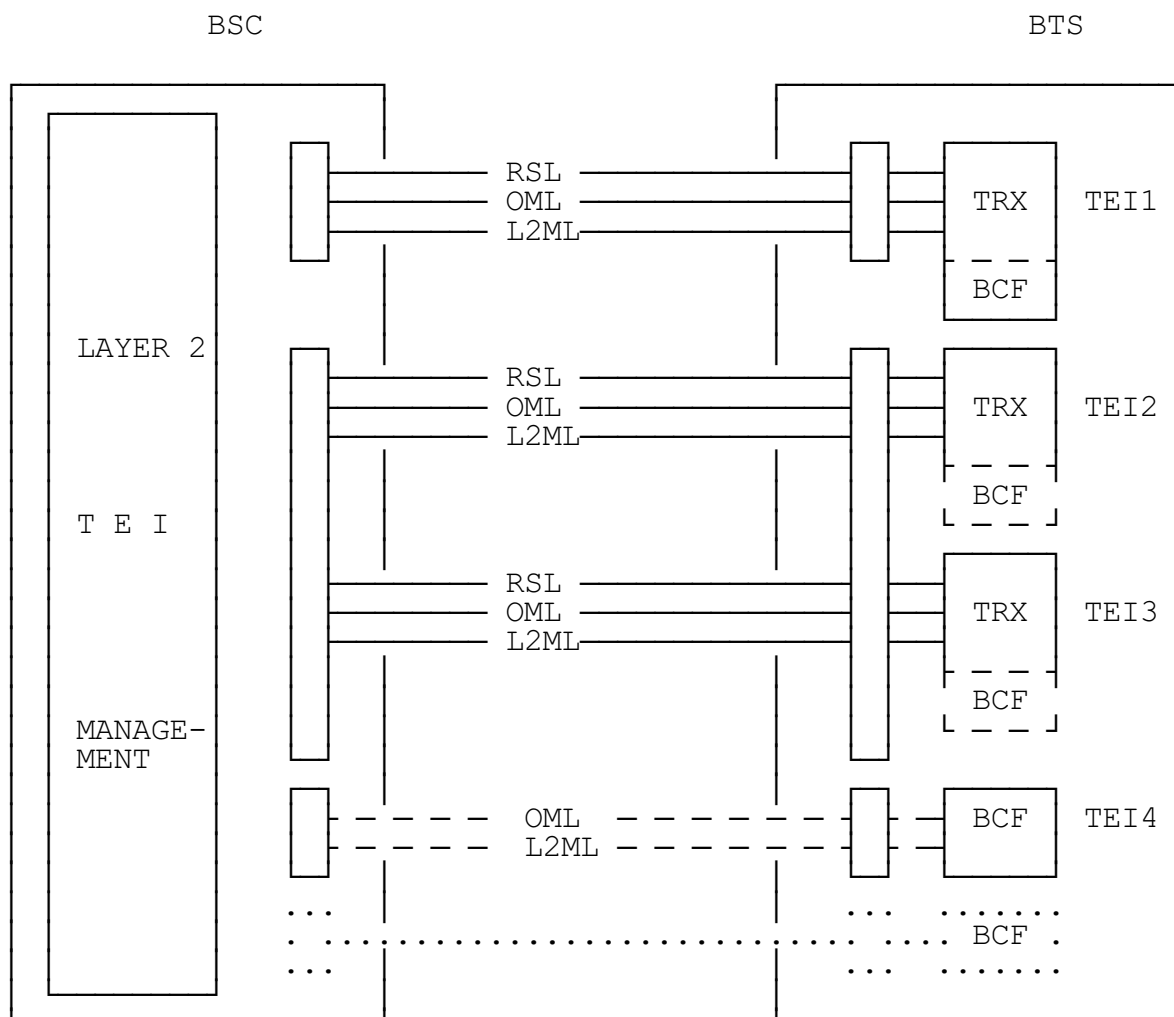 BSC BTS
RSL
OML TRX TEI1
L2ML
BCF
LAYER 2
RSL
OML TRX TEI2
L2ML
BCF
T E I
RSL
OML TRX TEI3
L2ML
BCF
MANAGE-
MENT
OML BCF TEI4
L2ML
BCF